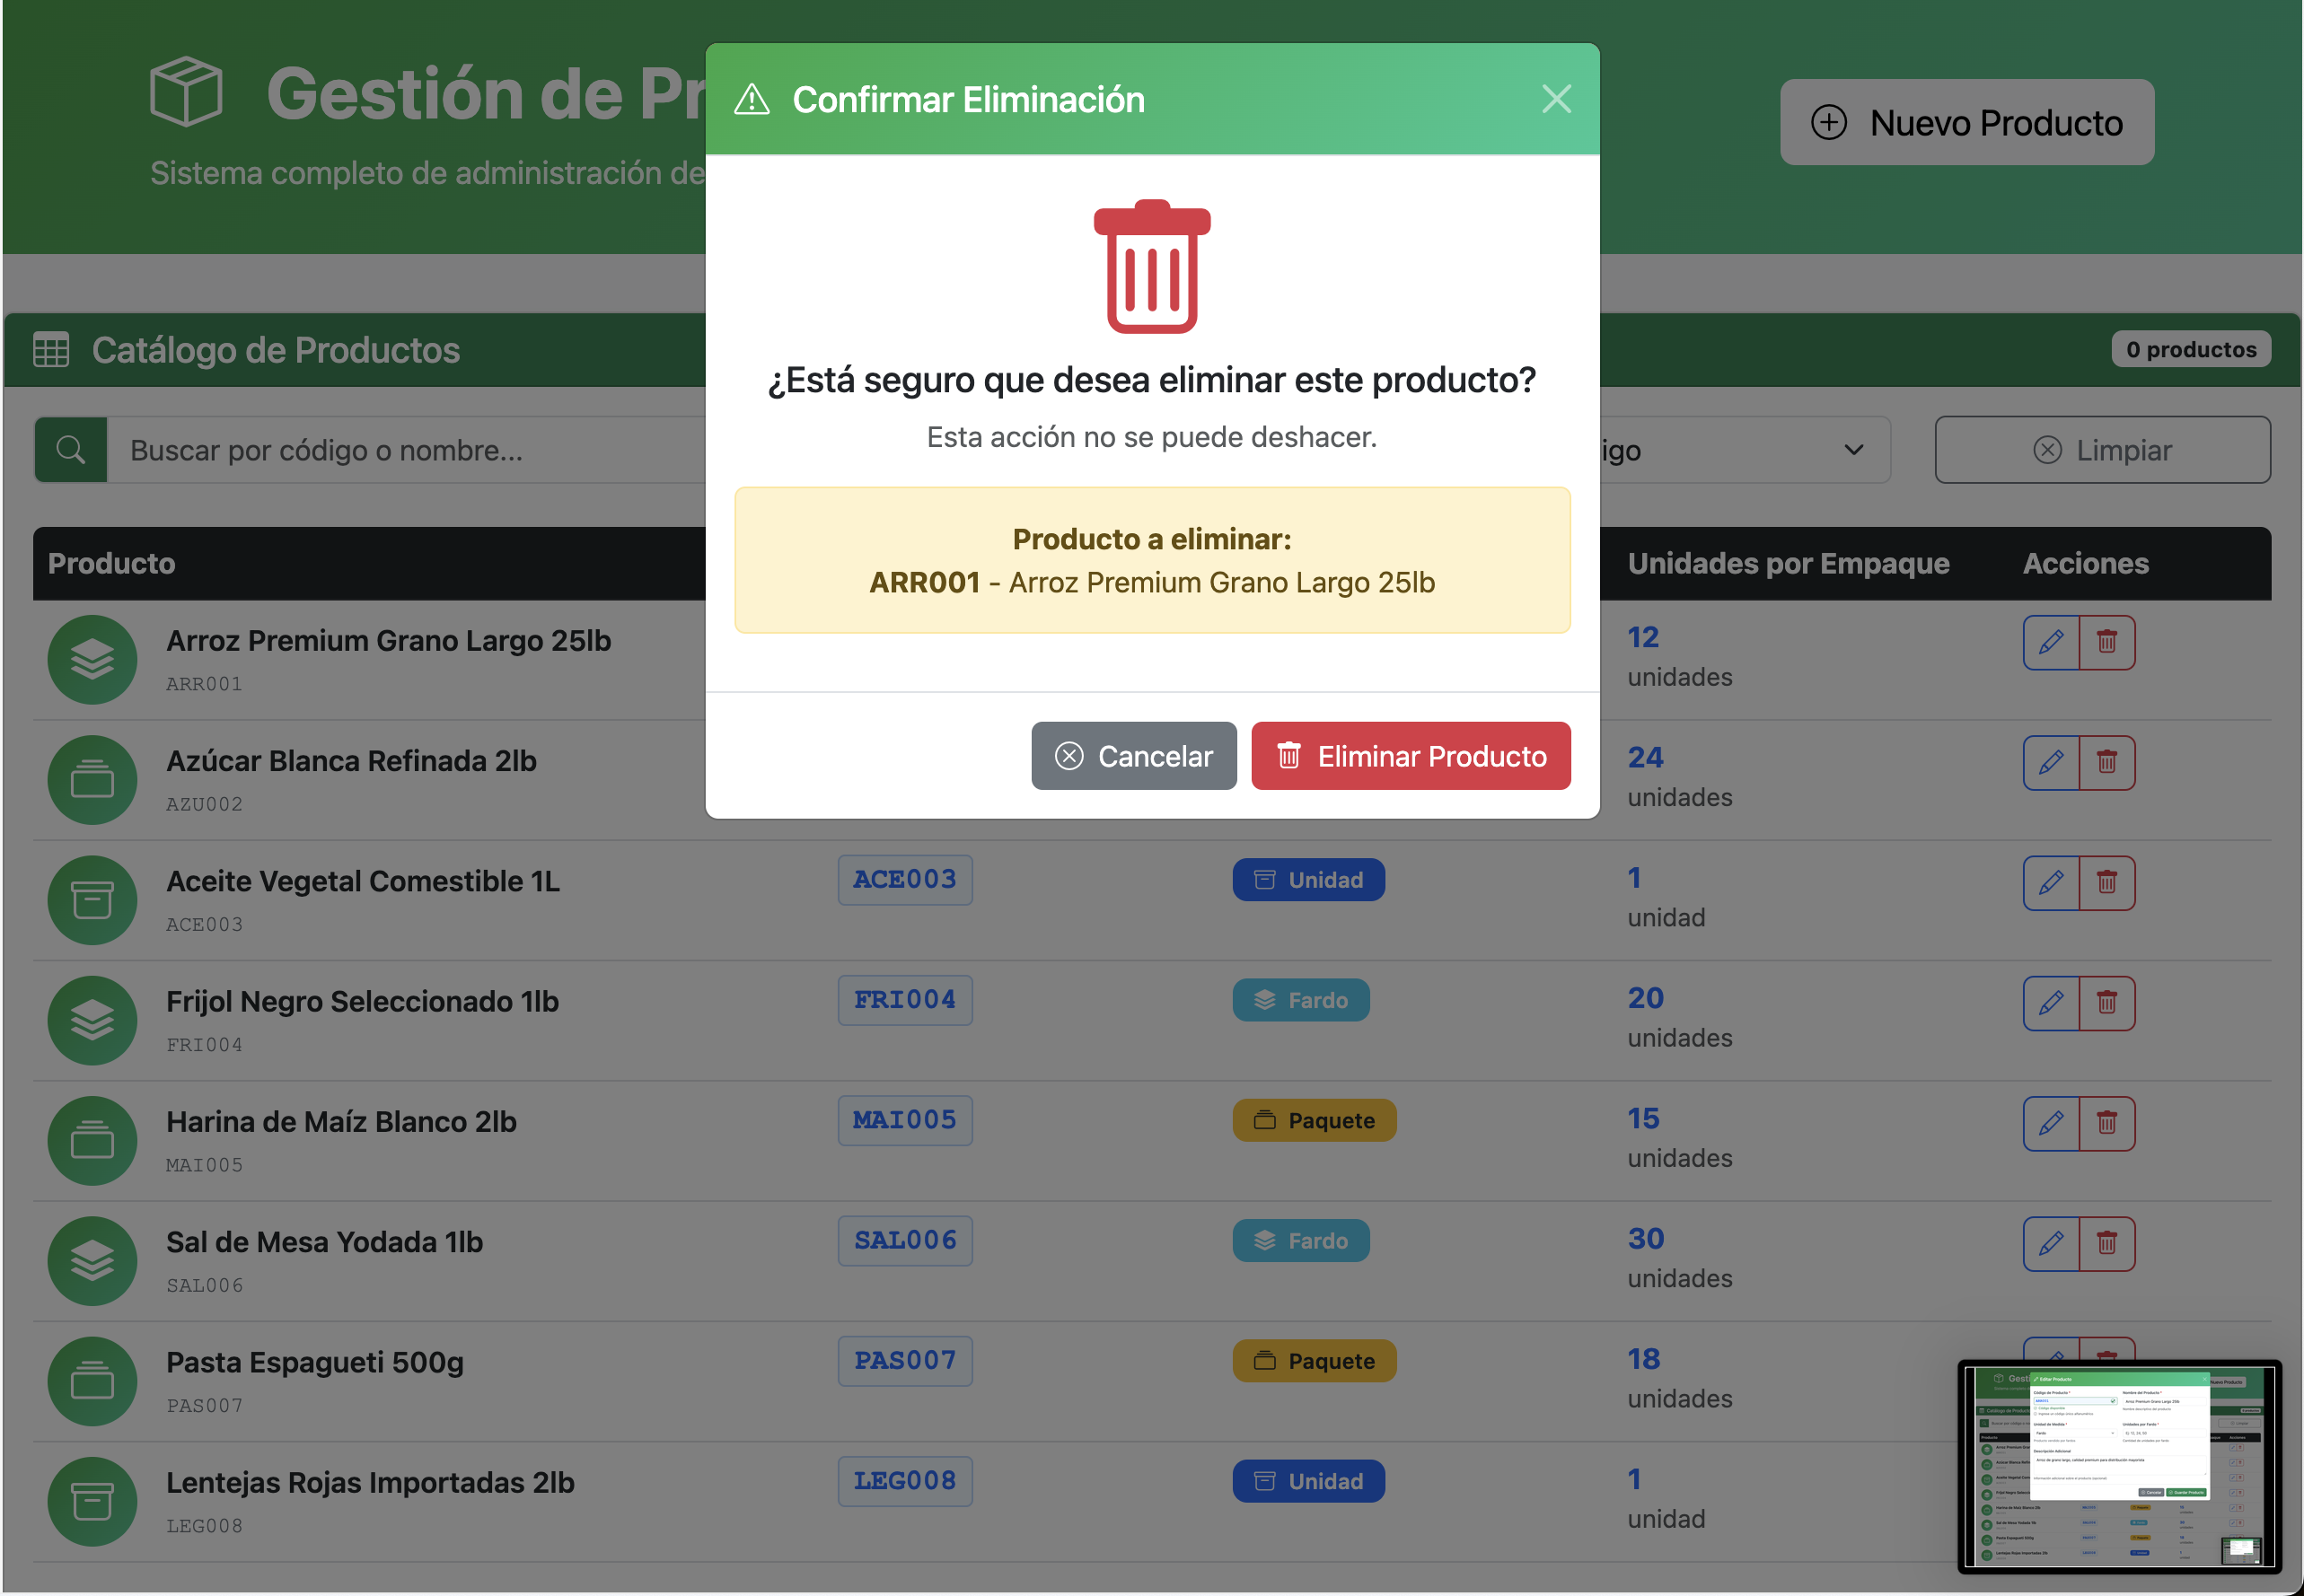 Gestión de Pr
Sistema completo de administración de
Nuevo Producto
Confirmar Eliminación
¿Está seguro que desea eliminar este producto?
Esta acción no se puede deshacer.
Producto a eliminar:
ARR001 - Arroz Premium Grano Largo 25lb
Cancelar
Eliminar Producto
Catálogo de Productos
0 productos
Buscar por código o nombre...
igo
Limpiar
Producto
Unidades por Empaque
Acciones
Arroz Premium Grano Largo 25lb
ARR001
12
unidades
Azúcar Blanca Refinada 2lb
AZU002
24
unidades
Aceite Vegetal Comestible 1L
ACE003
ACE003
Unidad
1
unidad
Frijol Negro Seleccionado 1lb
FRI004
FRI004
Fardo
20
unidades
Harina de Maíz Blanco 2lb
MAI005
MAI005
Paquete
15
unidades
Sal de Mesa Yodada 1lb
SAL006
SAL006
Fardo
30
unidades
Pasta Espagueti 500g
PAS007
PAS007
Paquete
18
unidades
Lentejas Rojas Importadas 2lb
LEG008
LEG008
Unidad
1
unidad
Editar Producto